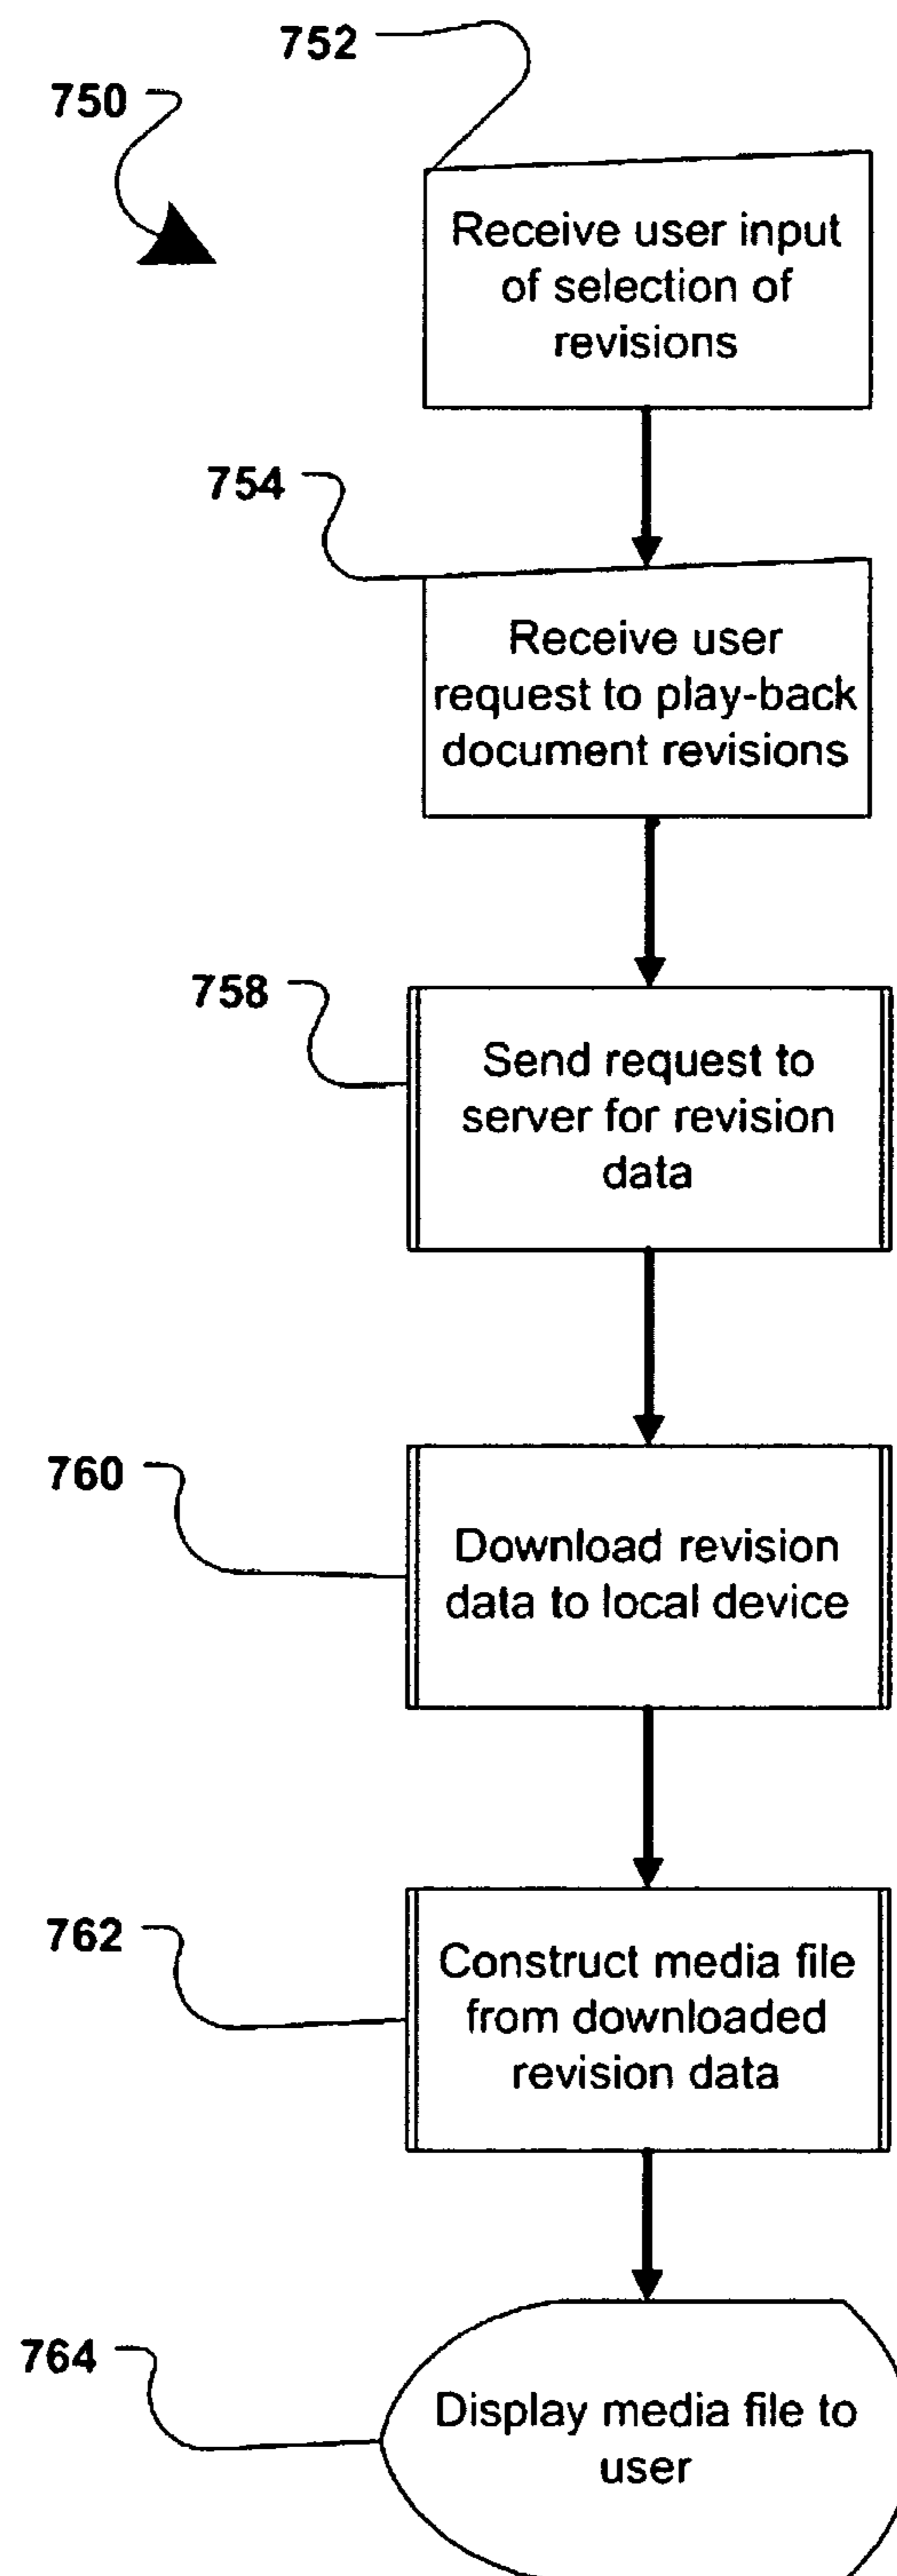 752
750
Receive user input
of selection of
revisions
754
Receive user
request to play-back
document revisions
758
Send request to
server for revision
data
760
Download revision
data to local device
762
Construct media file
from downloaded
revision data
764
Display media file to
user